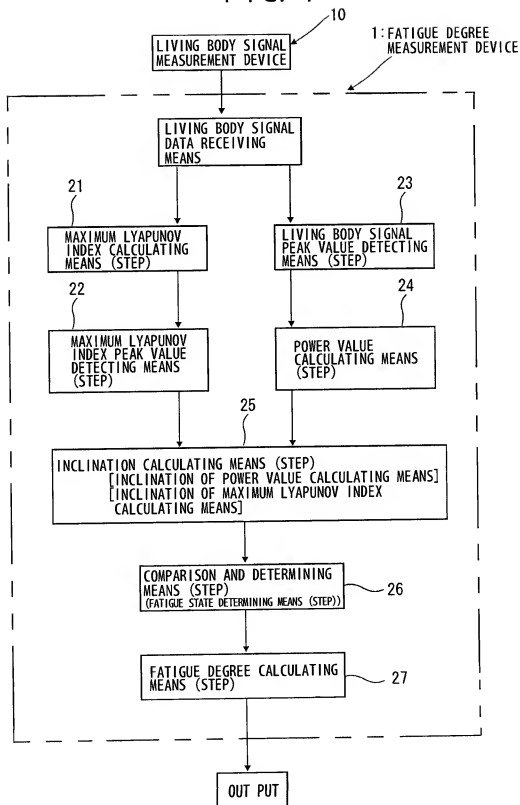 10
1:FATIGUE DEGREE
MEASUREMENT DEVICE
LIVING BODY SIGNAL
MEASUREMENT DEVICE
LIVING BODY SIGNAL
DATA RECEIVING
MEANS
21
MAXIMUM LYAPUNOV
INDEX CALCULATING
MEANS (STEP)
23
LIVING BODY SIGNAL
PEAK VALUE DETECTING
MEANS (STEP)
22
MAXIMUM LYAPUNOV
INDEX PEAK VALUE
DETECTING MEANS
(STEP)
24
POWER VALUE
CALCULATING MEANS
(STEP)
25
INCLINATION CALCULATING MEANS (STEP)
[INCLINATION OF POWER VALUE CALCULATING MEANS]
[INCLINATION OF MAXIMUM LYAPUNOV INDEX
CALCULATING MEANS]
COMPARISON AND DETERMINING
MEANS (STEP)
(FATIGUE STATE DETERMINING MEANS (STEP))
26
FATIGUE DEGREE CALCULATING
MEANS (STEP)
27
OUT PUT